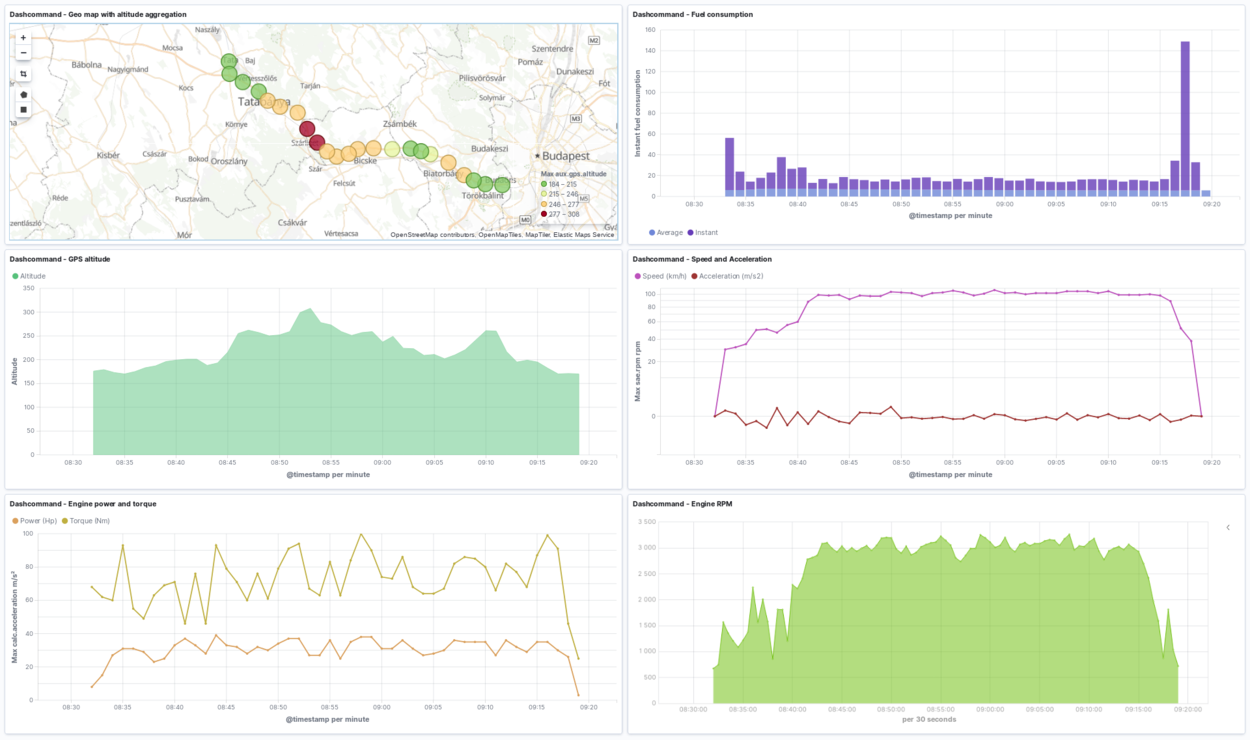 Dashcommand - Geo map with altitude aggregation
Naszály
Mocsa
Bábolna
Nagyigmánd
Baj
Kocs
Tarján
Környe
Kisbér
Császár
Bokod
Oroszlány
Szár
Bicske
Felcsút
Zsámbék
Réde
Pusztavám
Csákvár
Mór
Vértesacsa
Szentendre
M2
Pomáz
Dunakeszi
Pilisvörösvár
Fót
Solymár
M3
Budakeszi
Budapest
Törökbálint
M5
M0
Max aux.gps.altitude
184 – 215
215 – 246
246 – 277
277 – 308
OpenStreetMap contributors, OpenMapTiles, MapTiler, Elastic Maps Service
Dashcommand - Fuel consumption
160
140
120
100
80
60
40
20
0
Instant fuel consumption
08:30 08:35 08:40 08:45 08:50 08:55 09:00 09:05 09:10 09:15 09:20
@timestamp per minute
Average Instant
Dashcommand - GPS altitude
Altitude
350
300
250
200
150
100
50
0
Altitude
08:30 08:35 08:40 08:45 08:50 08:55 09:00 09:05 09:10 09:15 09:20
@timestamp per minute
Dashcommand - Speed and Acceleration
Speed (km/h) Acceleration (m/s2)
100
80
60
40
20
0
Max sae.rpm rpm
08:30 08:35 08:40 08:45 08:50 08:55 09:00 09:05 09:10 09:15 09:20
@timestamp per minute
Dashcommand - Engine power and torque
Power (Hp) Torque (Nm)
100
80
60
40
20
0
Max calc.acceleration m/s²
08:30 08:35 08:40 08:45 08:50 08:55 09:00 09:05 09:10 09:15 09:20
@timestamp per minute
Dashcommand - Engine RPM
3 500
3 000
2 500
2 000
1 500
1 000
500
0
08:30:00 08:35:00 08:40:00 08:45:00 08:50:00 08:55:00 09:00:00 09:05:00 09:10:00 09:15:00 09:20:00
per 30 seconds